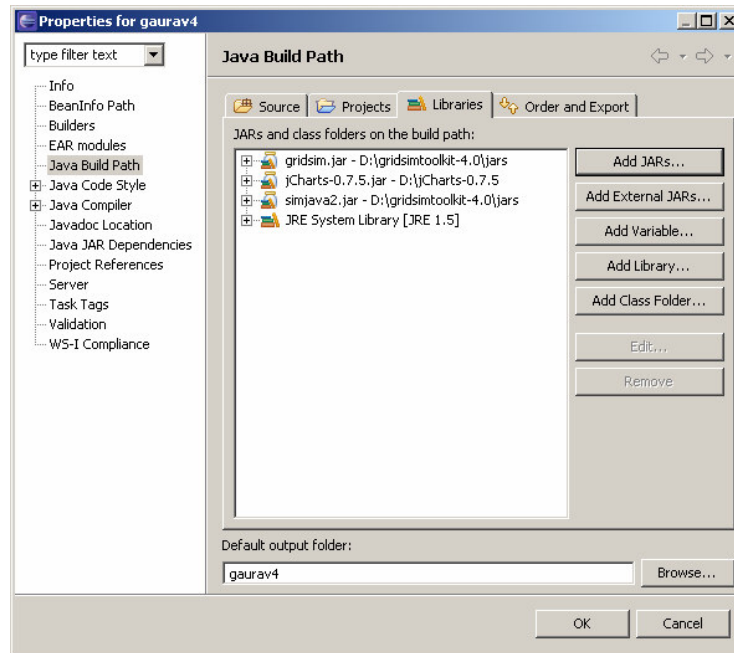 Properties for gaurav4
type filter text
Info
BeanInfo Path
Builders
EAR modules
Java Build Path
Java Code Style
Java Compiler
Javadoc Location
Java JAR Dependencies
Project References
Server
Task Tags
Validation
WS-I Compliance
Java Build Path
Source Projects Libraries Order and Export
JARs and class folders on the build path:
gridsim.jar - D:\gridsimtoolkit-4.0\jars
jCharts-0.7.5.jar - D:\jCharts-0.7.5
simjava2.jar - D:\gridsimtoolkit-4.0\jars
JRE System Library [JRE 1.5]
Add JARs...
Add External JARs...
Add Variable...
Add Library...
Add Class Folder...
Edit...
Remove
Default output folder:
gaurav4
Browse...
OK Cancel